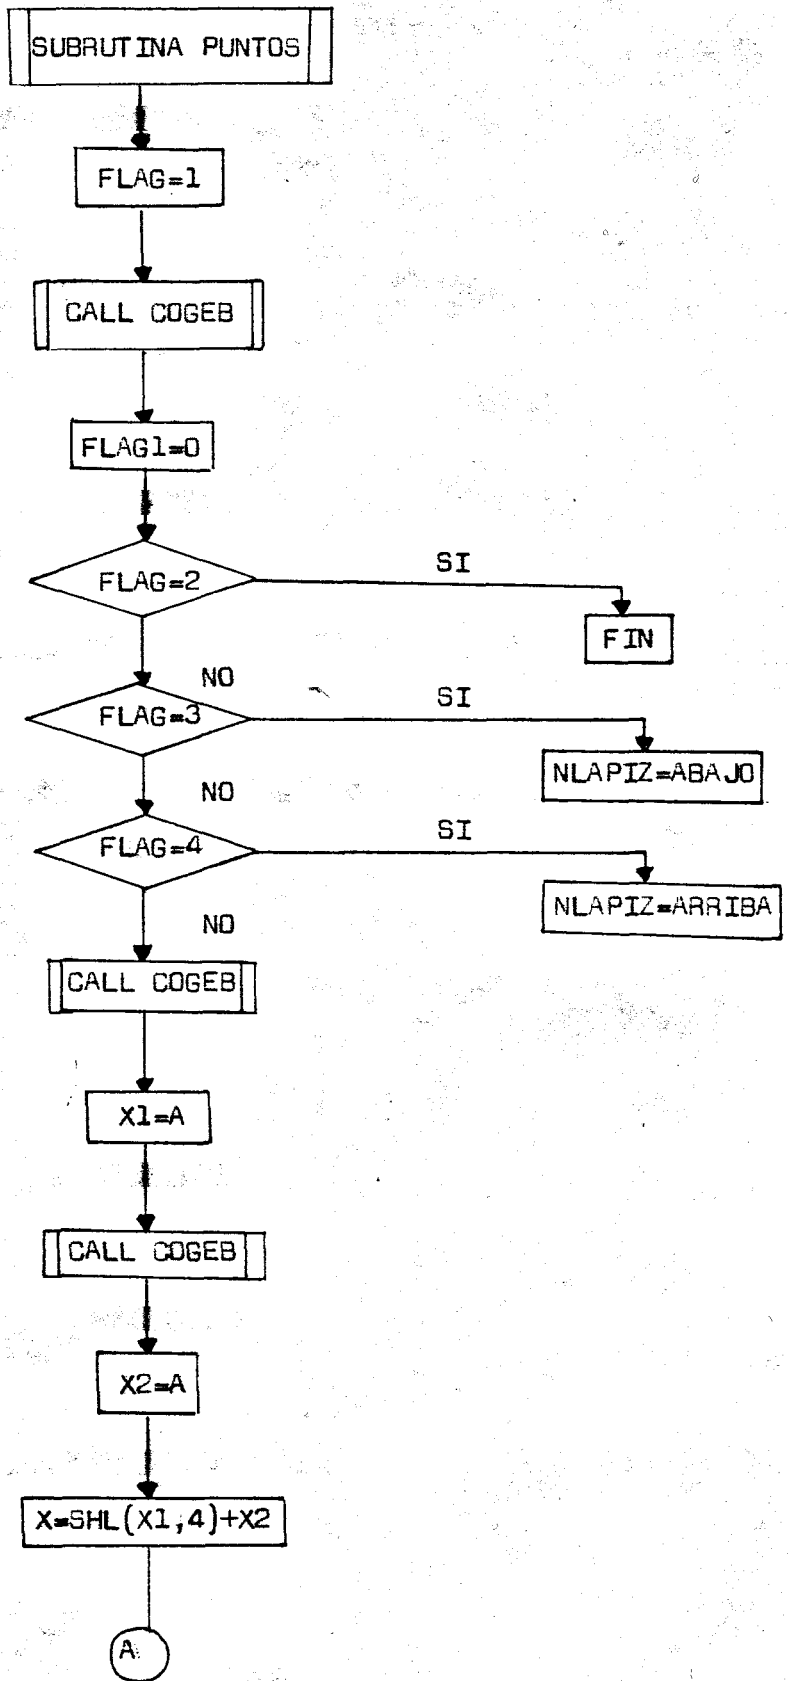 SUBRUTINA PUNTOS
FLAG=1
CALL COGEB
FLAG1=0
FLAG=2
SI
FIN
NO
FLAG=3
SI
NLAPIZ=ABAJO
NO
FLAG=4
SI
NLAPIZ=ARRIBA
NO
CALL COGEB
X1=A
CALL COGEB
X2=A
X=SHL(X1,4)+X2
A